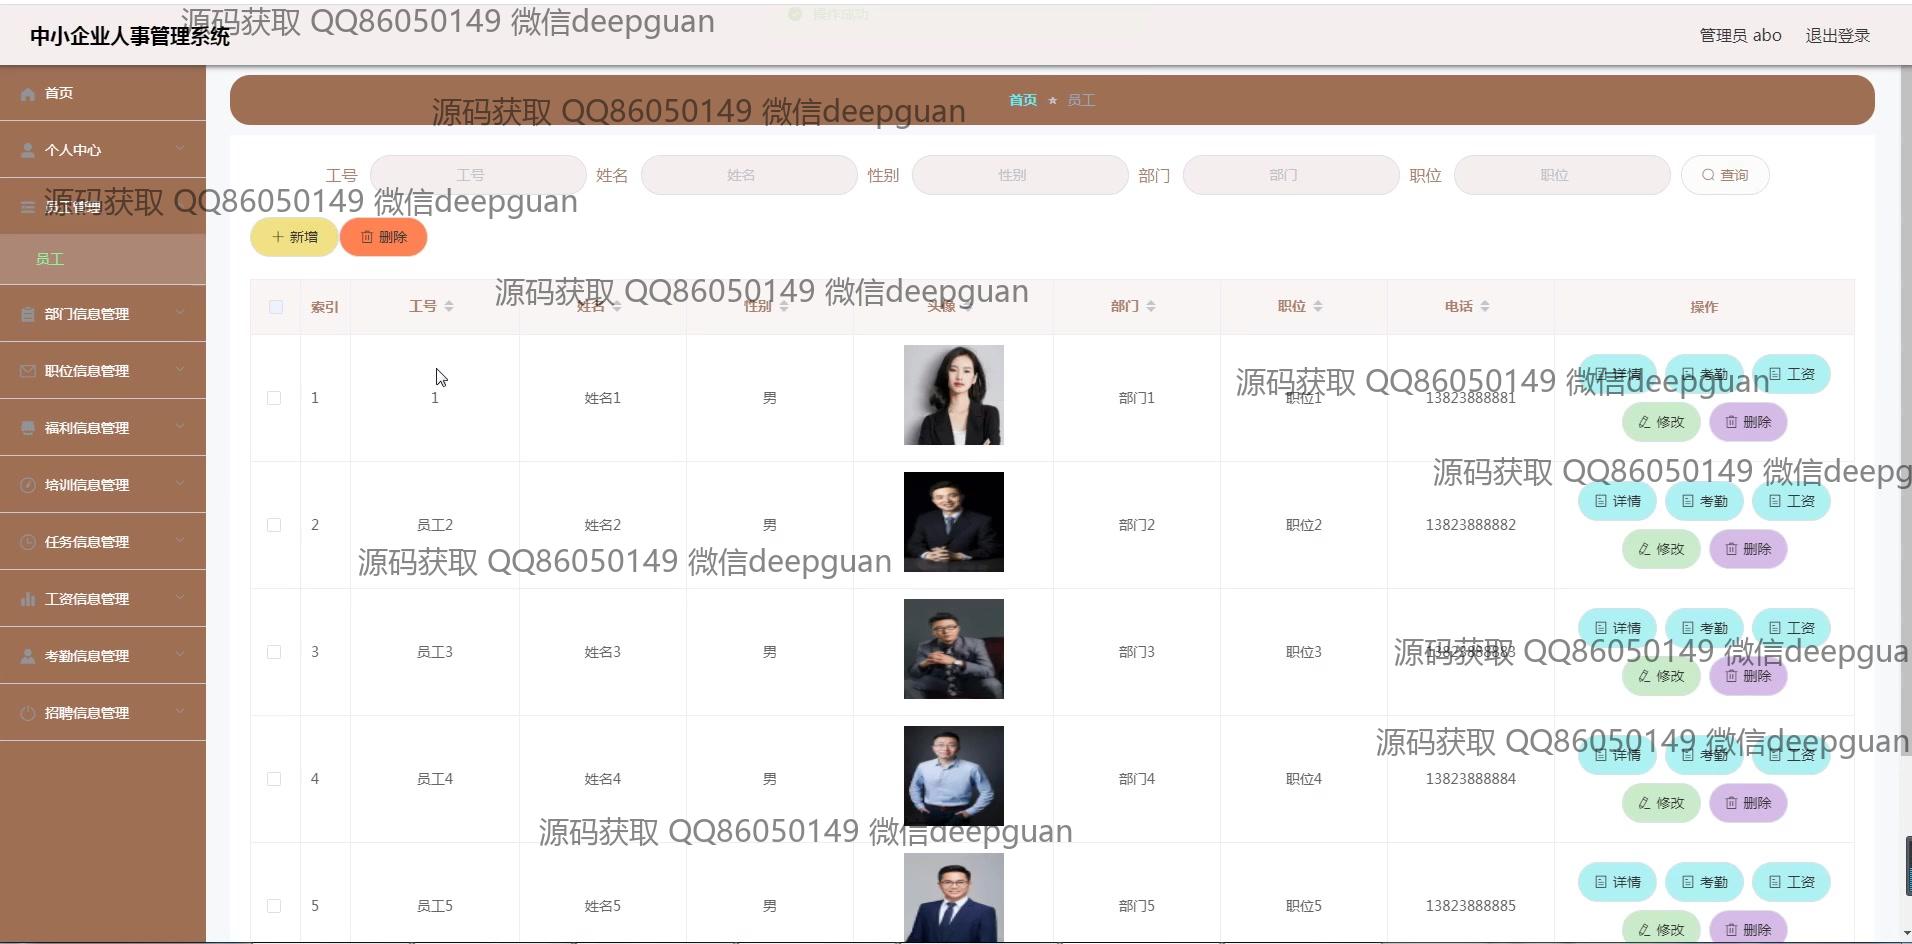 源码获取 QQ86050149 微信deepguan
操作成功
中小企业人事管理系统
管理员 abo 退出登录
首页
个人中心
员工管理
员工
部门信息管理
职位信息管理
福利信息管理
培训信息管理
任务信息管理
工资信息管理
考勤信息管理
招聘信息管理
首页 ★ 员工
源码获取 QQ86050149 微信deepguan
工号 工号 姓名 姓名 性别 性别 部门 部门 职位 职位 查询
源码获取 QQ86050149 微信deepguan
新增 删除
源码获取 QQ86050149 微信deepguan
索引 工号 姓名 性别 头像 部门 职位 电话 操作
源码获取 QQ86050149 微信deepguan
详情 考勤 工资
1 1 姓名1 男 部门1 职位1 13823888881
修改 删除
源码获取 QQ86050149 微信deepg
详情 考勤 工资
2 员工2 姓名2 男 部门2 职位2 13823888882
修改 删除
源码获取 QQ86050149 微信deepguan
详情 考勤 工资
3 员工3 姓名3 男 部门3 职位3 13823888883
源码获取 QQ86050149 微信deepgua
修改 删除
源码获取 QQ86050149 微信deepguan
详情 考勤 工资
4 员工4 姓名4 男 部门4 职位4 13823888884
修改 删除
源码获取 QQ86050149 微信deepguan
详情 考勤 工资
5 员工5 姓名5 男 部门5 职位5 13823888885
修改 删除